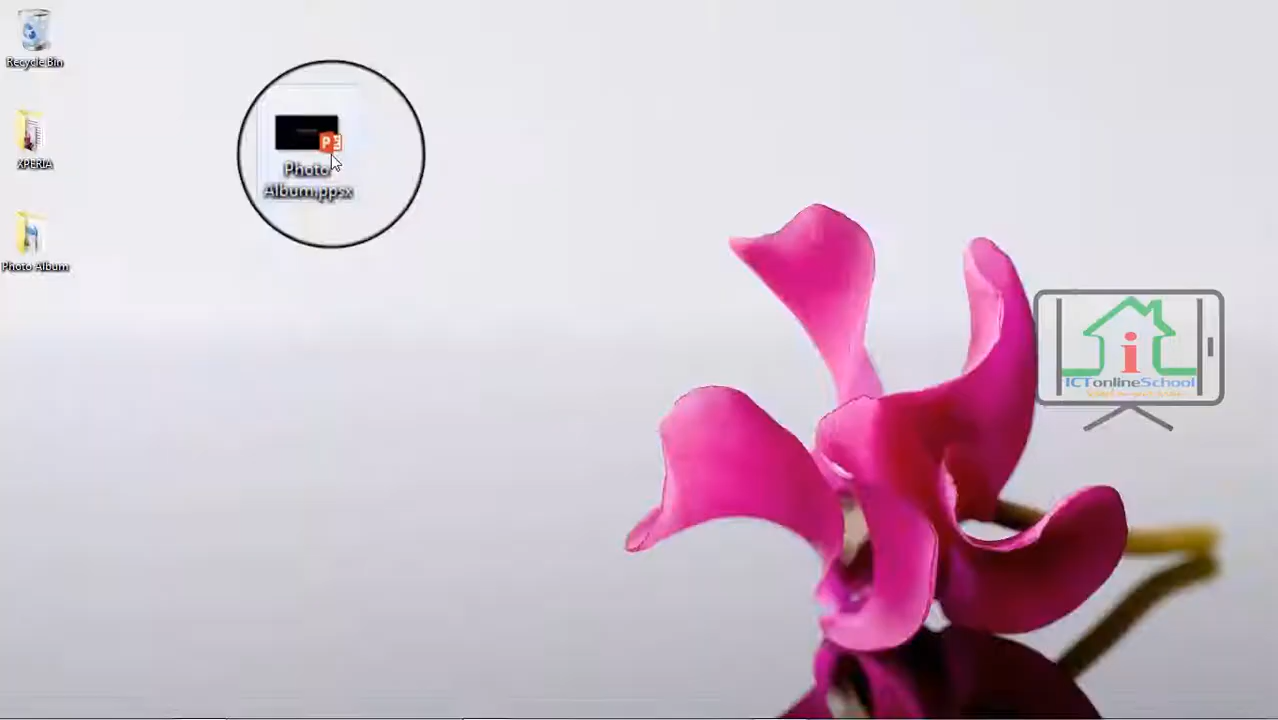 Recycle Bin
XPERIA
Photo Album
Photo
Album.ppsx
P
i
ICTonlineSchool